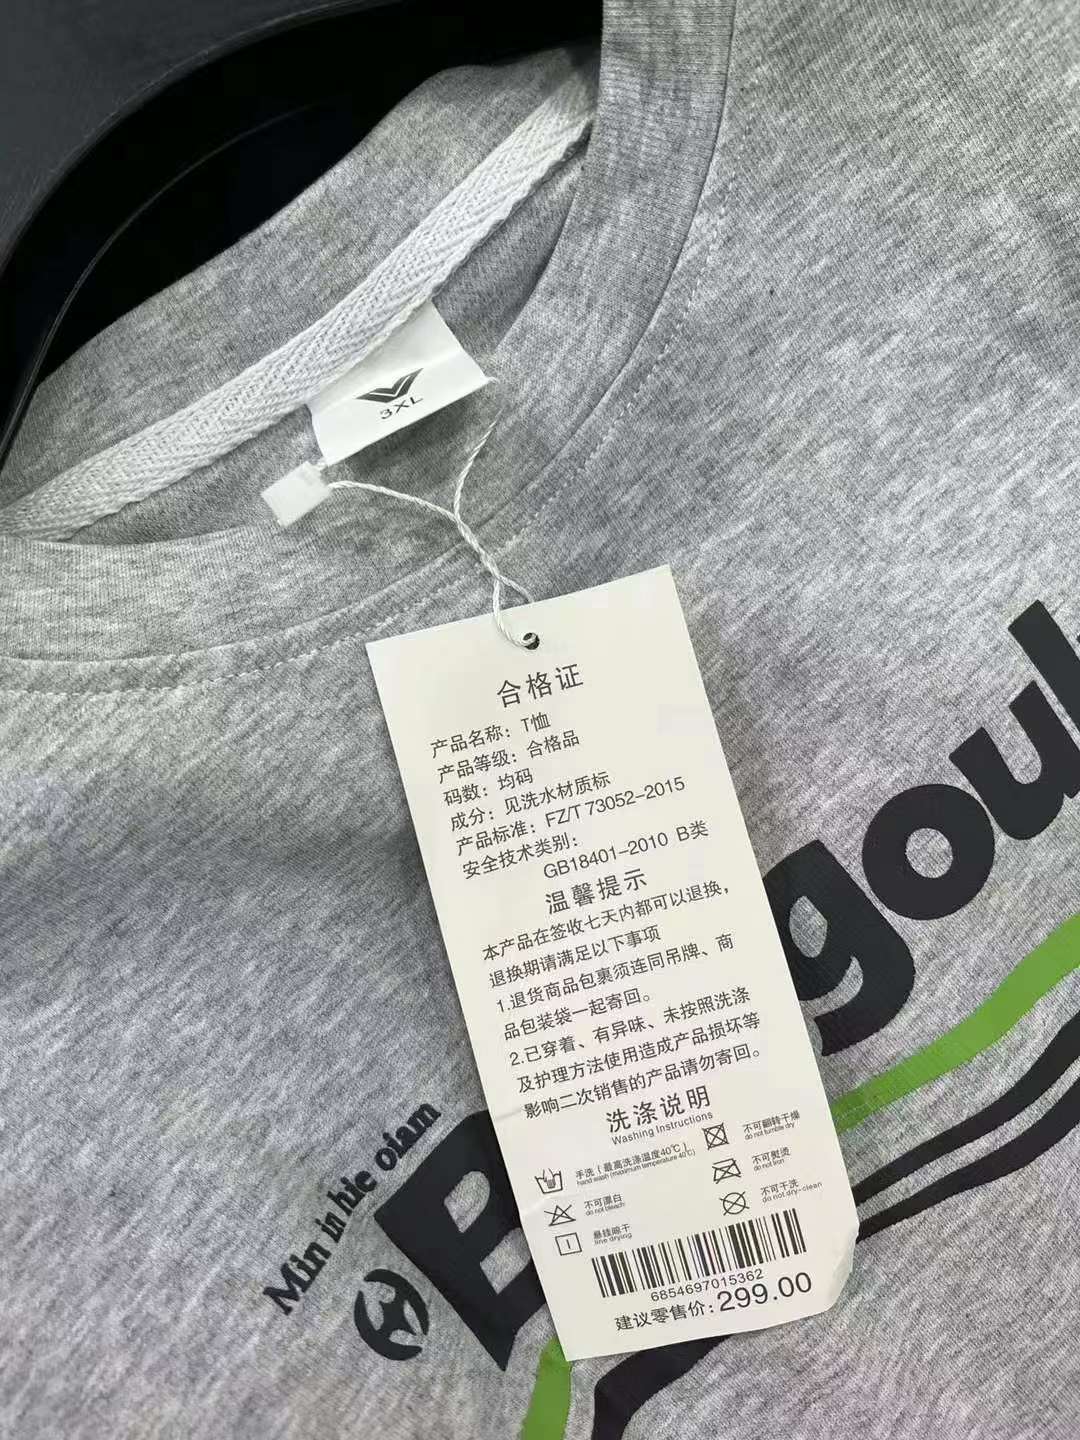 3XL
合格证
产品名称：T恤
产品等级：合格品
码数：均码
成分：见洗水材质标
产品标准：FZ/T 73052-2015
安全技术类别：
GB18401-2010 B类
温馨提示
本产品在签收七天内都可以退换，
退换期请满足以下事项
1.退货商品包裹须连同吊牌、商
品包装袋一起寄回。
2.已穿着、有异味、未按照洗涤
及护理方法使用造成产品损坏等
影响二次销售的产品请勿寄回。
洗涤说明
Washing Instructions
手洗（最高洗涤温度40℃）
hand wash (maximum temperature 40℃)
不可翻转干燥
do not tumble dry
不可漂白
do not bleach
不可熨烫
do not iron
悬挂晾干
line drying
不可干洗
do not dry-clean
6854697015362
建议零售价：299.00
Min in hie oiam